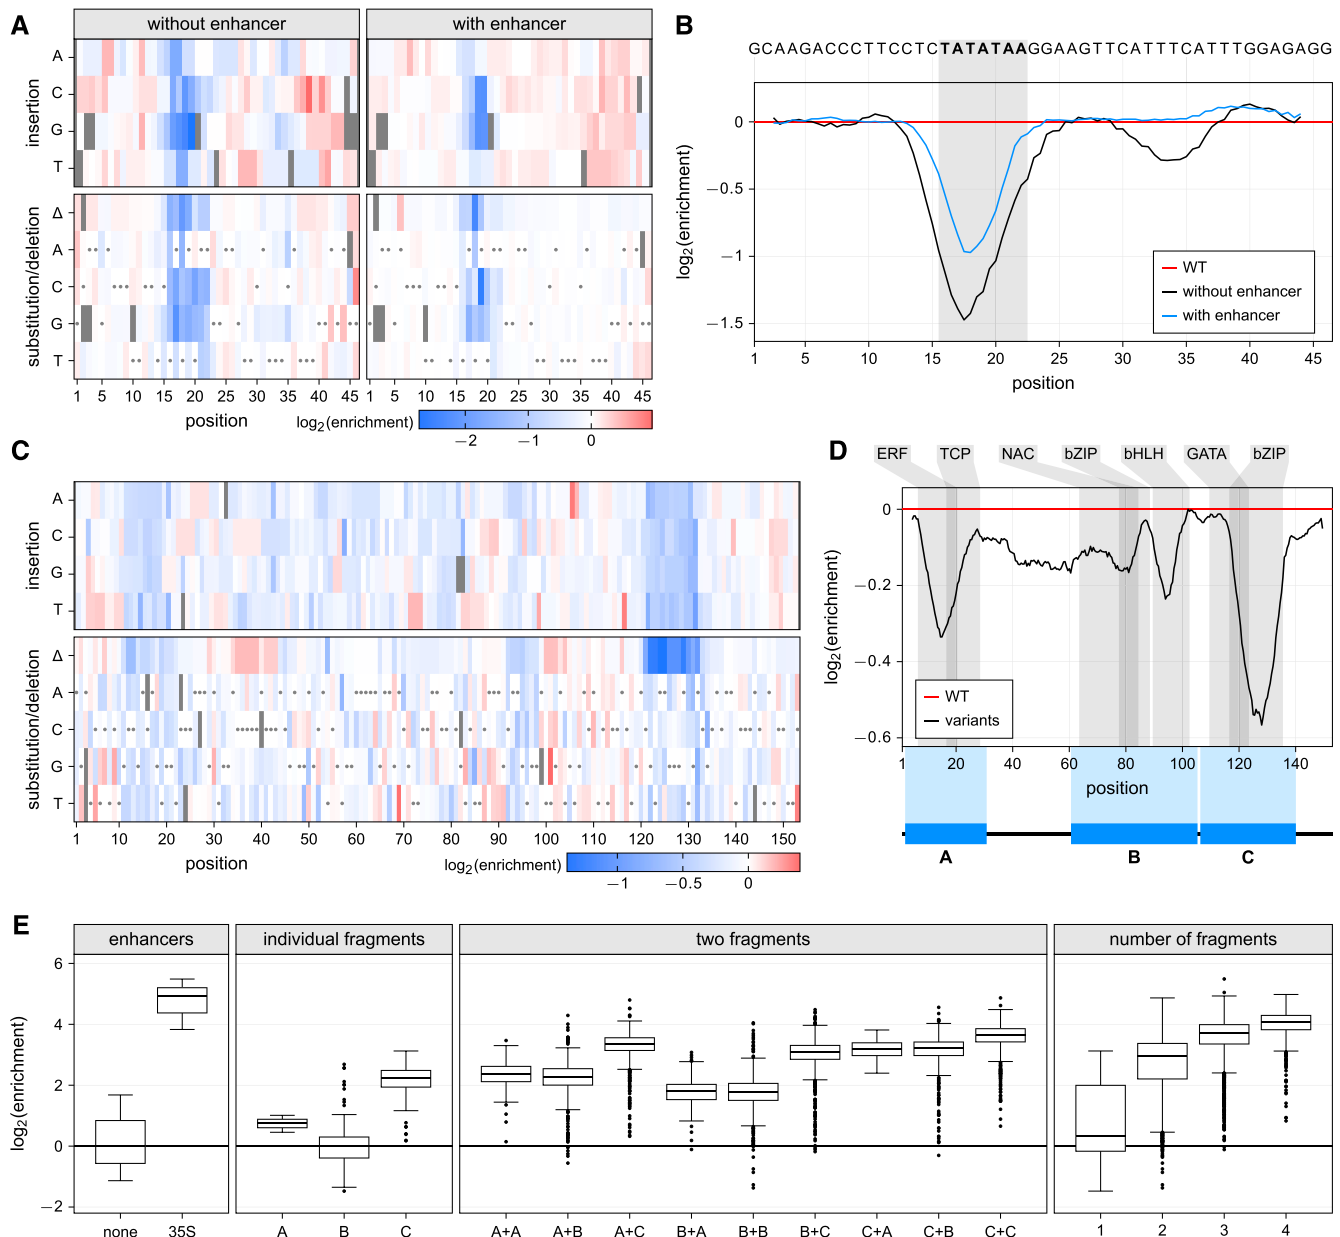 A
without enhancer
with enhancer
insertion
A
C
G
T
substitution/deletion
Δ
A
C
G
T
1 5 10 15 20 25 30 35 40 45
1 5 10 15 20 25 30 35 40 45
position
log2(enrichment)
−2 −1 0
B
GCAAGACCCTTCCTCTATATAAGGAAGTTCATTTCATTTGGAGAGG
log2(enrichment)
0
−0.5
−1
−1.5
WT
without enhancer
with enhancer
1 5 10 15 20 25 30 35 40 45
position
C
insertion
A
C
G
T
substitution/deletion
Δ
A
C
G
T
1 10 20 30 40 50 60 70 80 90 100 110 120 130 140 150
position
log2(enrichment)
−1 −0.5 0
D
ERF TCP NAC bZIP bHLH GATA bZIP
log2(enrichment)
0
−0.2
−0.4
−0.6
WT
variants
1 20 40 60 80 100 120 140
position
A B C
E
enhancers
individual fragments
two fragments
number of fragments
log2(enrichment)
6
4
2
0
−2
none 35S
A B C
A+A A+B A+C B+A B+B B+C C+A C+B C+C
1 2 3 4